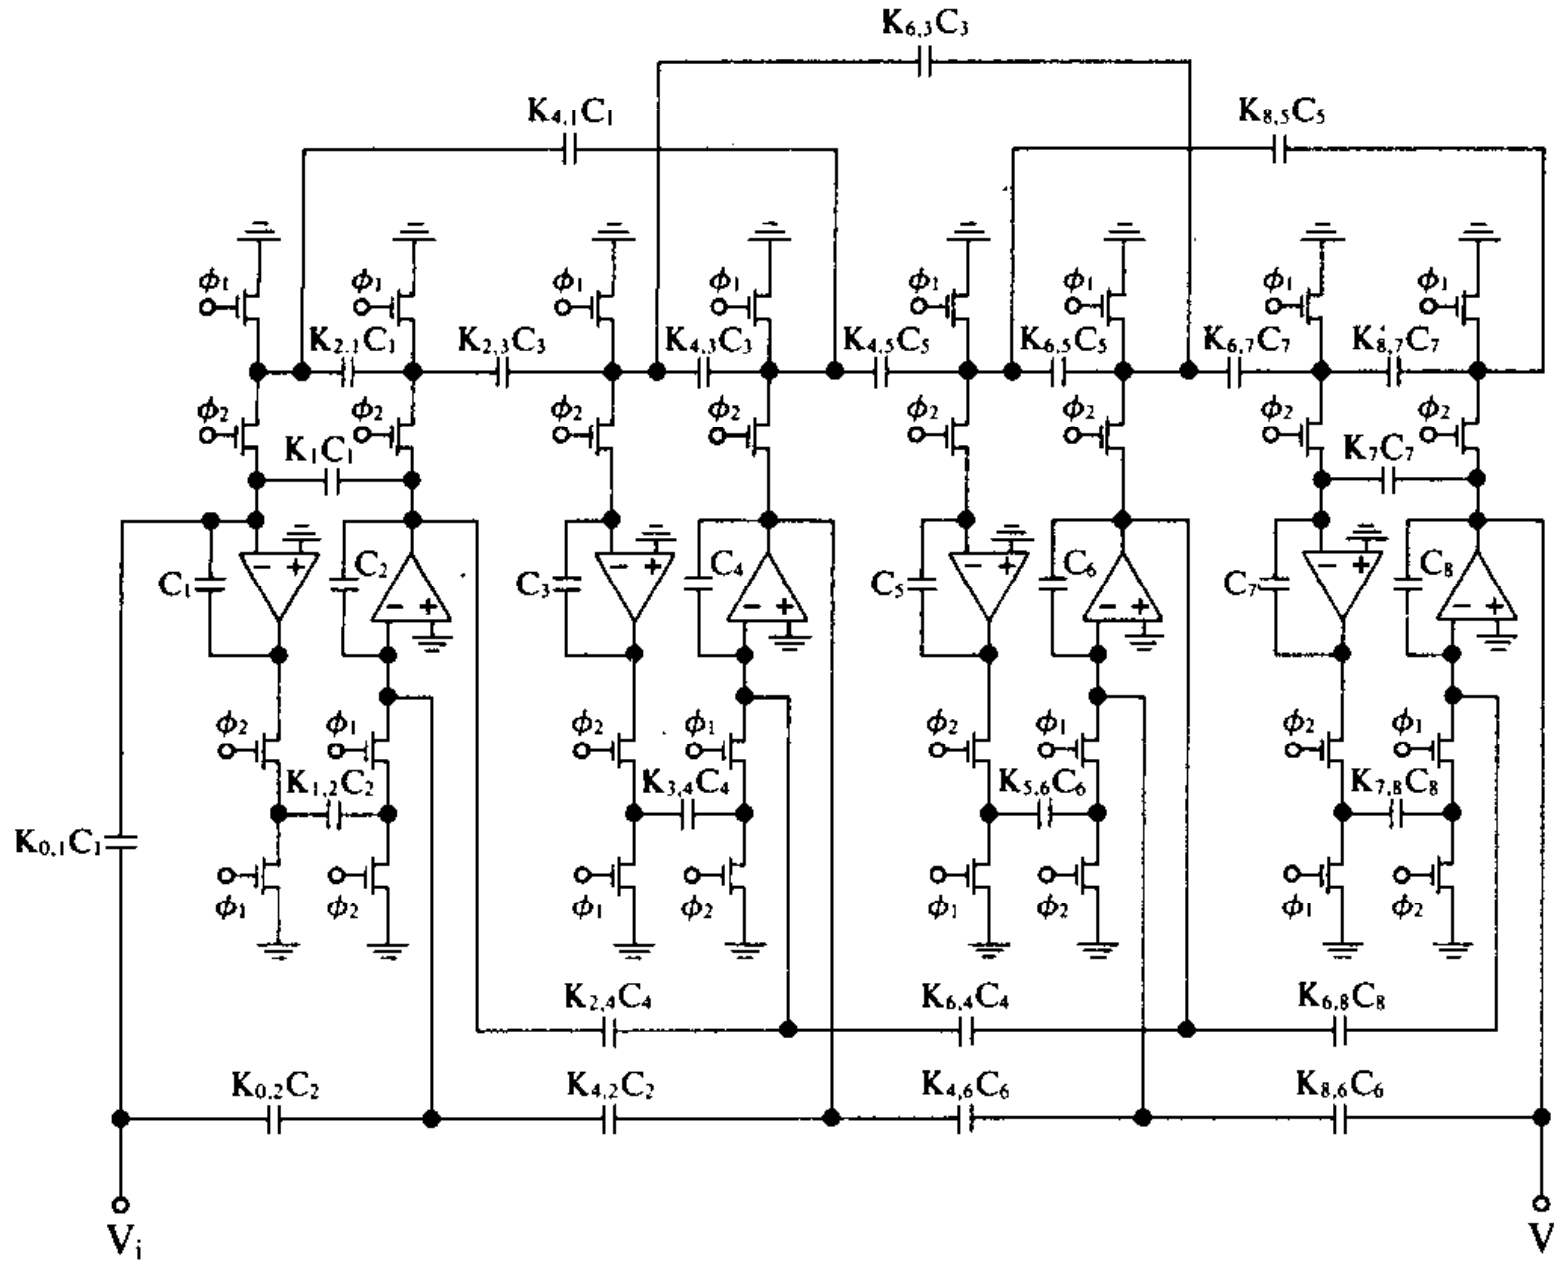 K₆,₃C₃
K₄,₁C₁ K₈,₅C₅
ϕ₁ ϕ₁ ϕ₁ ϕ₁ ϕ₁ ϕ₁ ϕ₁ ϕ₁
K₂,₁C₁ K₂,₃C₃ K₄,₃C₃ K₄,₅C₅ K₆,₅C₅ K₆,₇C₇ K₈,₇C₇
ϕ₂ ϕ₂ ϕ₂ ϕ₂ ϕ₂ ϕ₂ ϕ₂ ϕ₂
K₁C₁ K₇C₇
C₁ − + C₂ − + C₃ − + C₄ − + C₅ − + C₆ − + C₇ − + C₈ − +
ϕ₂ ϕ₁ ϕ₂ ϕ₁ ϕ₂ ϕ₁ ϕ₂ ϕ₁
K₁,₂C₂ K₃,₄C₄ K₅,₆C₆ K₇,₈C₈
K₀,₁C₁
ϕ₁ ϕ₂ ϕ₁ ϕ₂ ϕ₁ ϕ₂ ϕ₁ ϕ₂
K₂,₄C₄ K₆,₄C₄ K₆,₈C₈
K₀,₂C₂ K₄,₂C₂ K₄,₆C₆ K₈,₆C₆
Vᵢ V